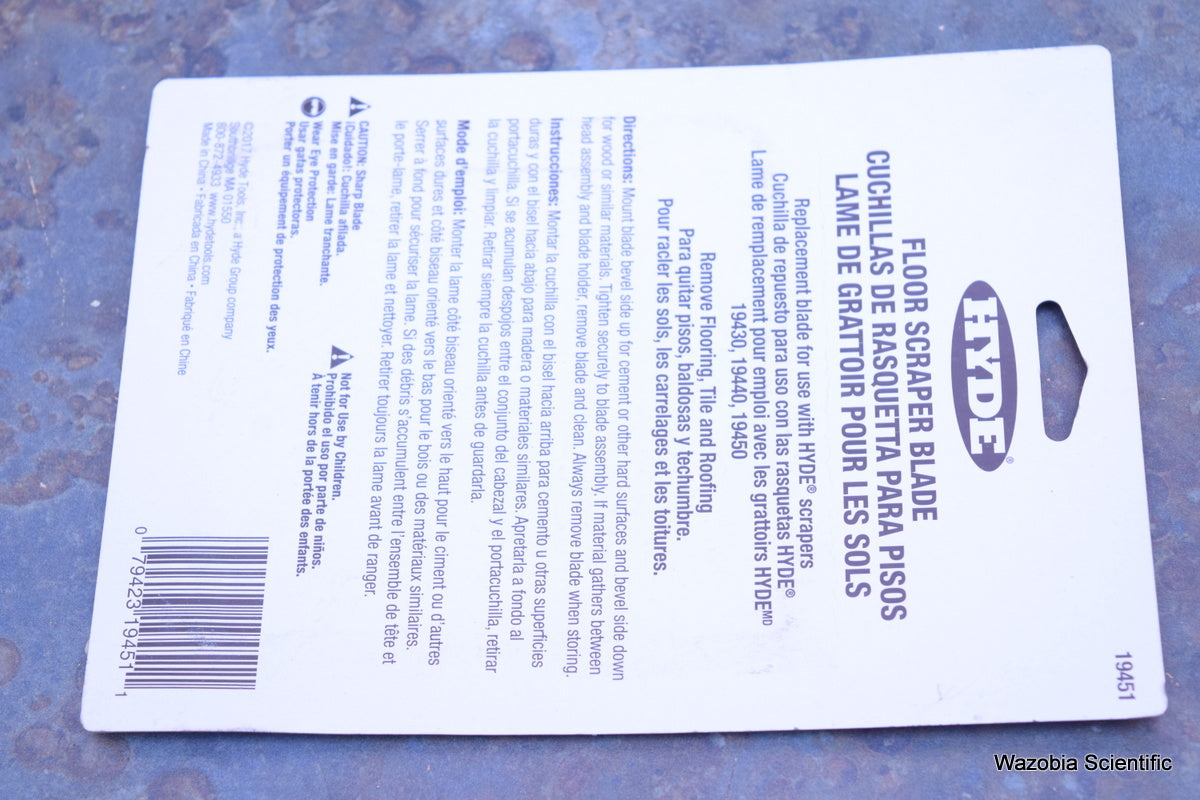 19451
HYDE®
FLOOR SCRAPER BLADE
CUCHILLAS DE RASQUETTA PARA PISOS
LAME DE GRATTOIR POUR LES SOLS
Replacement blade for use with HYDE® scrapers
Cuchilla de repuesto para uso con las rasquetas HYDE®
Lame de remplacement pour emploi avec les grattoirs HYDEᴹᴰ
19430, 19440, 19450
Remove Flooring, Tile and Roofing
Para quitar pisos, baldosas y techumbre.
Pour racler les sols, les carrelages et les toitures.
Directions: Mount blade bevel side up for cement or other hard surfaces and bevel side down
for wood or similar materials. Tighten securely to blade assembly. If material gathers between
head assembly and blade holder, remove blade and clean. Always remove blade when storing.
Instrucciones: Montar la cuchilla con el bisel hacia arriba para cemento u otras superficies
duras y con el bisel hacia abajo para madera o materiales similares. Apretarla a fondo al
portacuchilla. Si se acumulan despojos entre el conjunto del cabezal y el portacuchilla, retirar
la cuchilla y limpiar. Retirar siempre la cuchilla antes de guardarla.
Mode d'emploi: Monter la lame côté biseau orienté vers le haut pour le ciment ou d'autres
surfaces dures et côté biseau orienté vers le bas pour le bois ou des matériaux similaires.
Serrer à fond pour sécuriser la lame. Si des débris s'accumulent entre l'ensemble de tête et
le porte-lame, retirer la lame et nettoyer. Retirer toujours la lame avant de ranger.
CAUTION: Sharp Blade
¡Cuidado!: Cuchilla afilada.
Mise en garde: Lame tranchante.
Wear Eye Protection
Usar gafas protectoras.
Porter un équipement de protection des yeux.
Not for Use by Children.
Prohibido el uso por parte de niños.
À tenir hors de la portée des enfants.
©2017 Hyde Tools, Inc., a Hyde Group company
Southbridge MA 01550
800-872-4933 www.hydetools.com
Made in China • Fabricada en China • Fabriqué en Chine
0 79423 19451 1
Wazobia Scientific